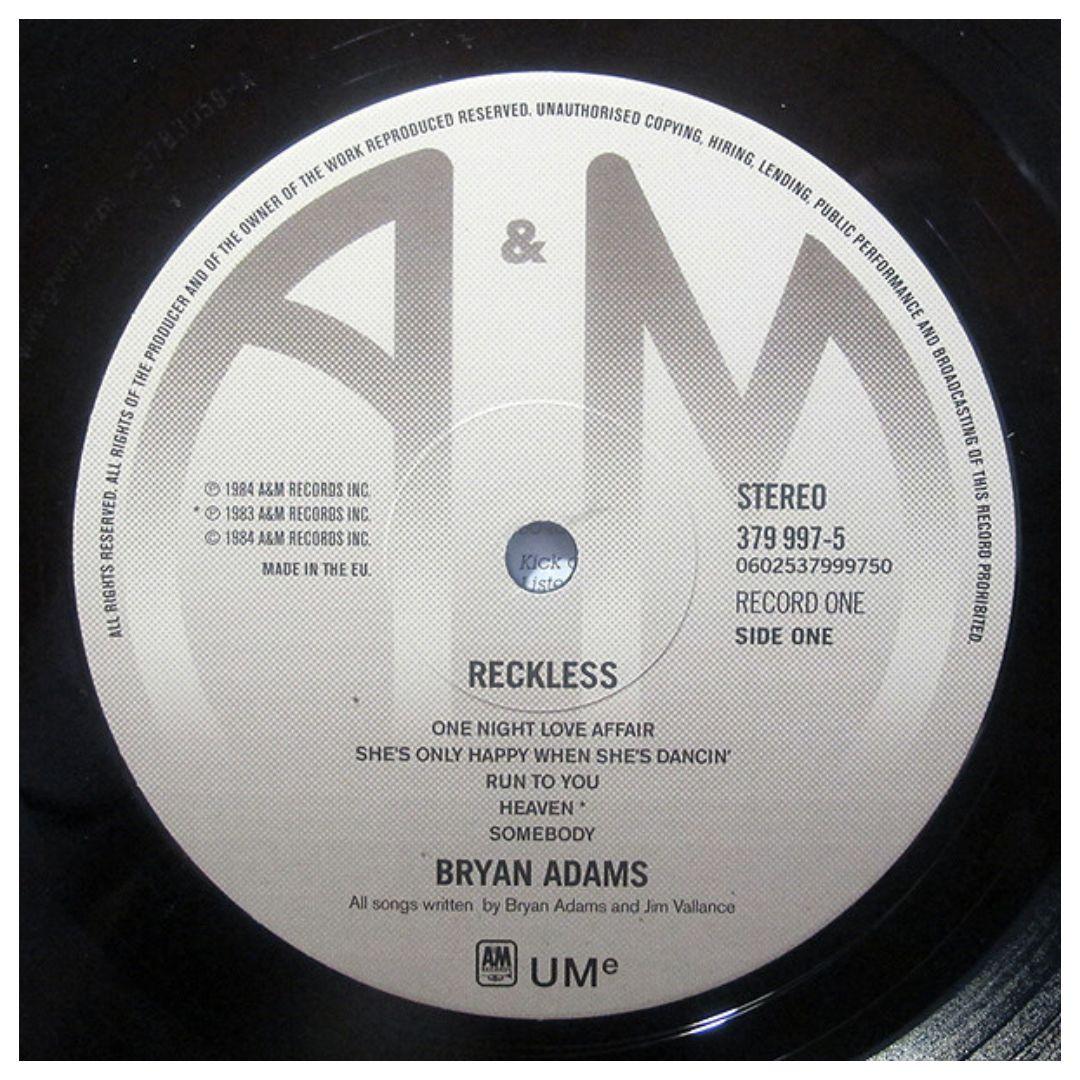 ALL RIGHTS RESERVED. ALL RIGHTS OF THE PRODUCER AND OF THE OWNER OF THE WORK REPRODUCED RESERVED. UNAUTHORISED COPYING, HIRING, LENDING, PUBLIC PERFORMANCE AND BROADCASTING OF THIS RECORD PROHIBITED.
A & M
℗ 1984 A&M RECORDS INC.
* ℗ 1983 A&M RECORDS INC.
© 1984 A&M RECORDS INC.
MADE IN THE EU.
STEREO
379 997-5
0602537999750
RECORD ONE
SIDE ONE
Kick
RECKLESS
ONE NIGHT LOVE AFFAIR
SHE'S ONLY HAPPY WHEN SHE'S DANCIN'
RUN TO YOU
HEAVEN *
SOMEBODY
BRYAN ADAMS
All songs written by Bryan Adams and Jim Vallance
AM
UMe